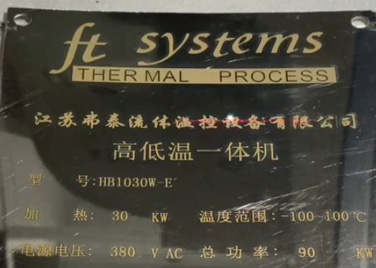 ft systems
THERMAL PROCESS
江苏弗泰流体温控设备有限公司
高低温一体机
型 号:HB1030W-E
加 热: 30 KW 温度范围:-100~100℃
电源电压: 380 V AC 总功率: 90 KW